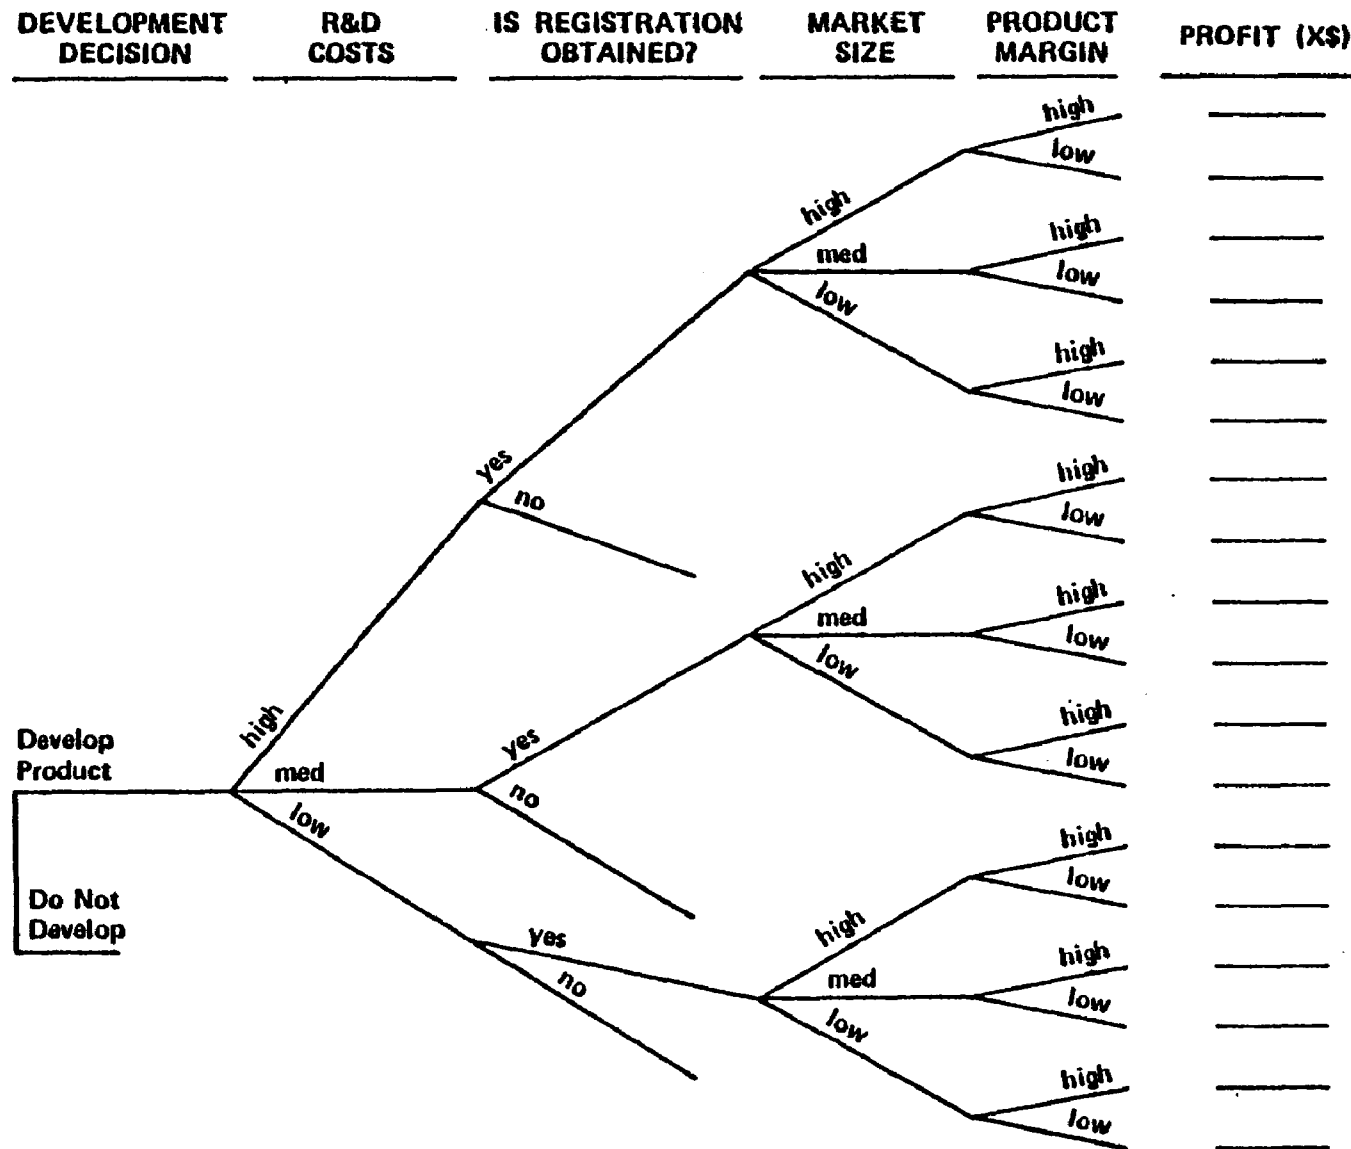 DEVELOPMENT DECISION
R&D COSTS
IS REGISTRATION OBTAINED?
MARKET SIZE
PRODUCT MARGIN
PROFIT (X$)
high
low
high
high
med
low
low
high
low
yes
no
high
low
high
high
med
low
low
high
low
Develop
Product
high
med
low
yes
no
Do Not
Develop
high
low
yes
no
high
high
med
low
low
high
low